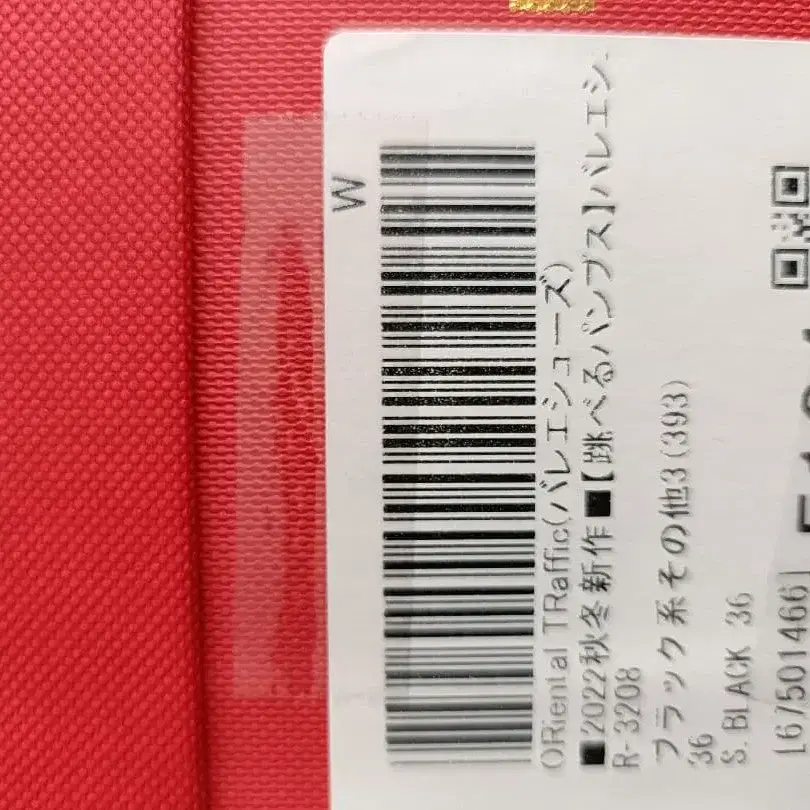 W
ORiental TRaffic(バレエシューズ)
■2022秋冬新作■【跳べるパンプス】バレエシ.
R-3208
ブラック系その他3(393)
36
S. BLACK 36
L67501466